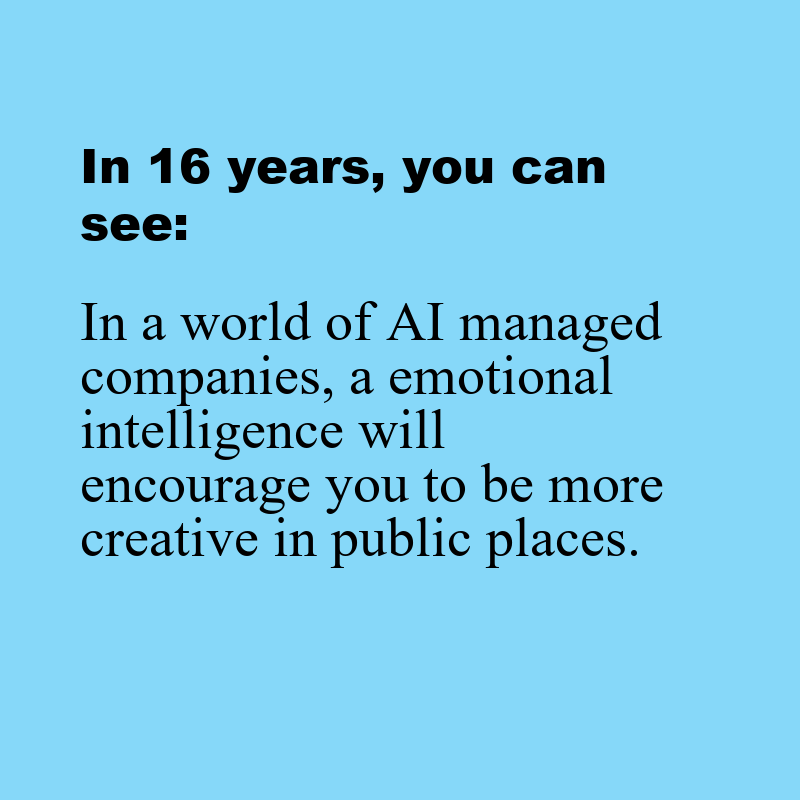 In 16 years, you can
see:
In a world of AI managed
companies, a emotional
intelligence will
encourage you to be more
creative in public places.